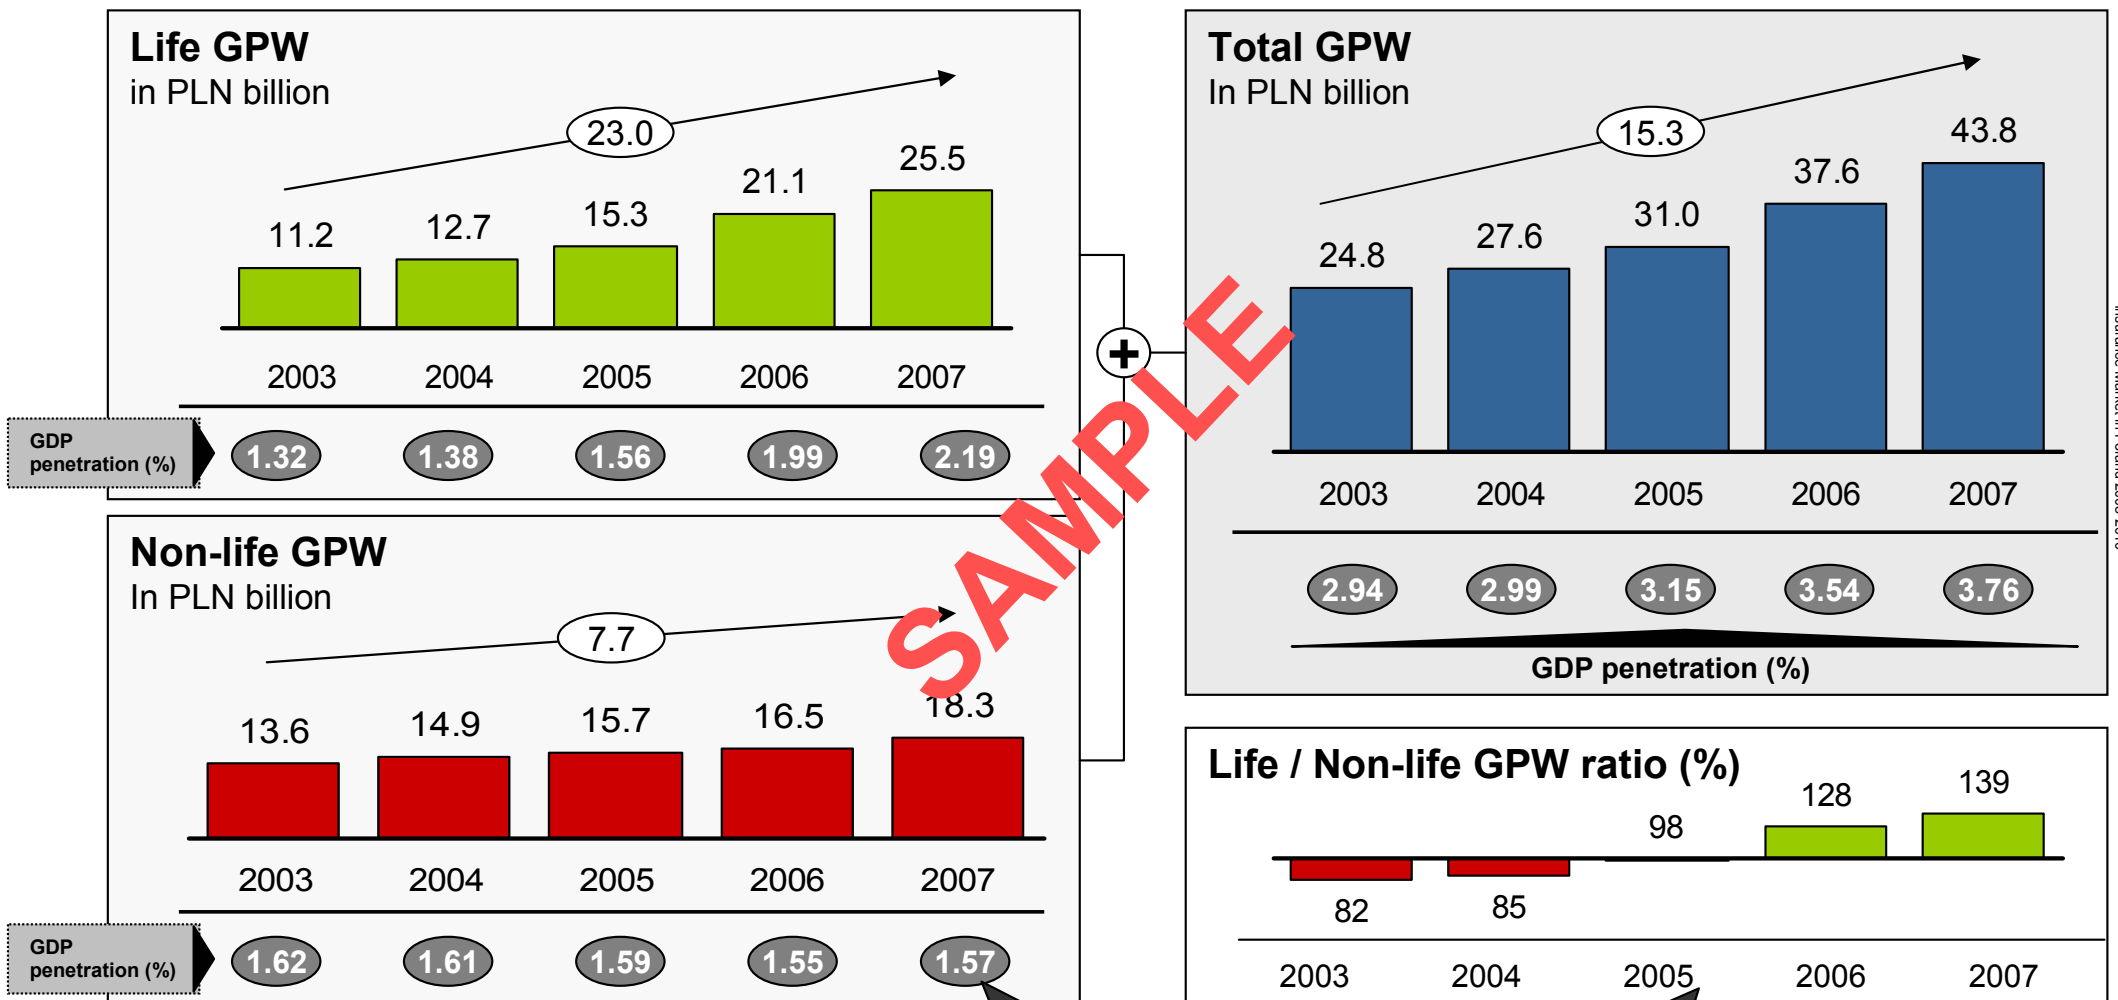 Life GPW
in PLN billion
23.0
11.2 12.7 15.3 21.1 25.5
2003 2004 2005 2006 2007
GDP
penetration (%)
1.32 1.38 1.56 1.99 2.19
Non-life GPW
In PLN billion
7.7
13.6 14.9 15.7 16.5 18.3
2003 2004 2005 2006 2007
GDP
penetration (%)
1.62 1.61 1.59 1.55 1.57
+
SAMPLE
Total GPW
In PLN billion
15.3
24.8 27.6 31.0 37.6 43.8
2003 2004 2005 2006 2007
2.94 2.99 3.15 3.54 3.76
GDP penetration (%)
Life / Non-life GPW ratio (%)
82 85 98 128 139
2003 2004 2005 2006 2007